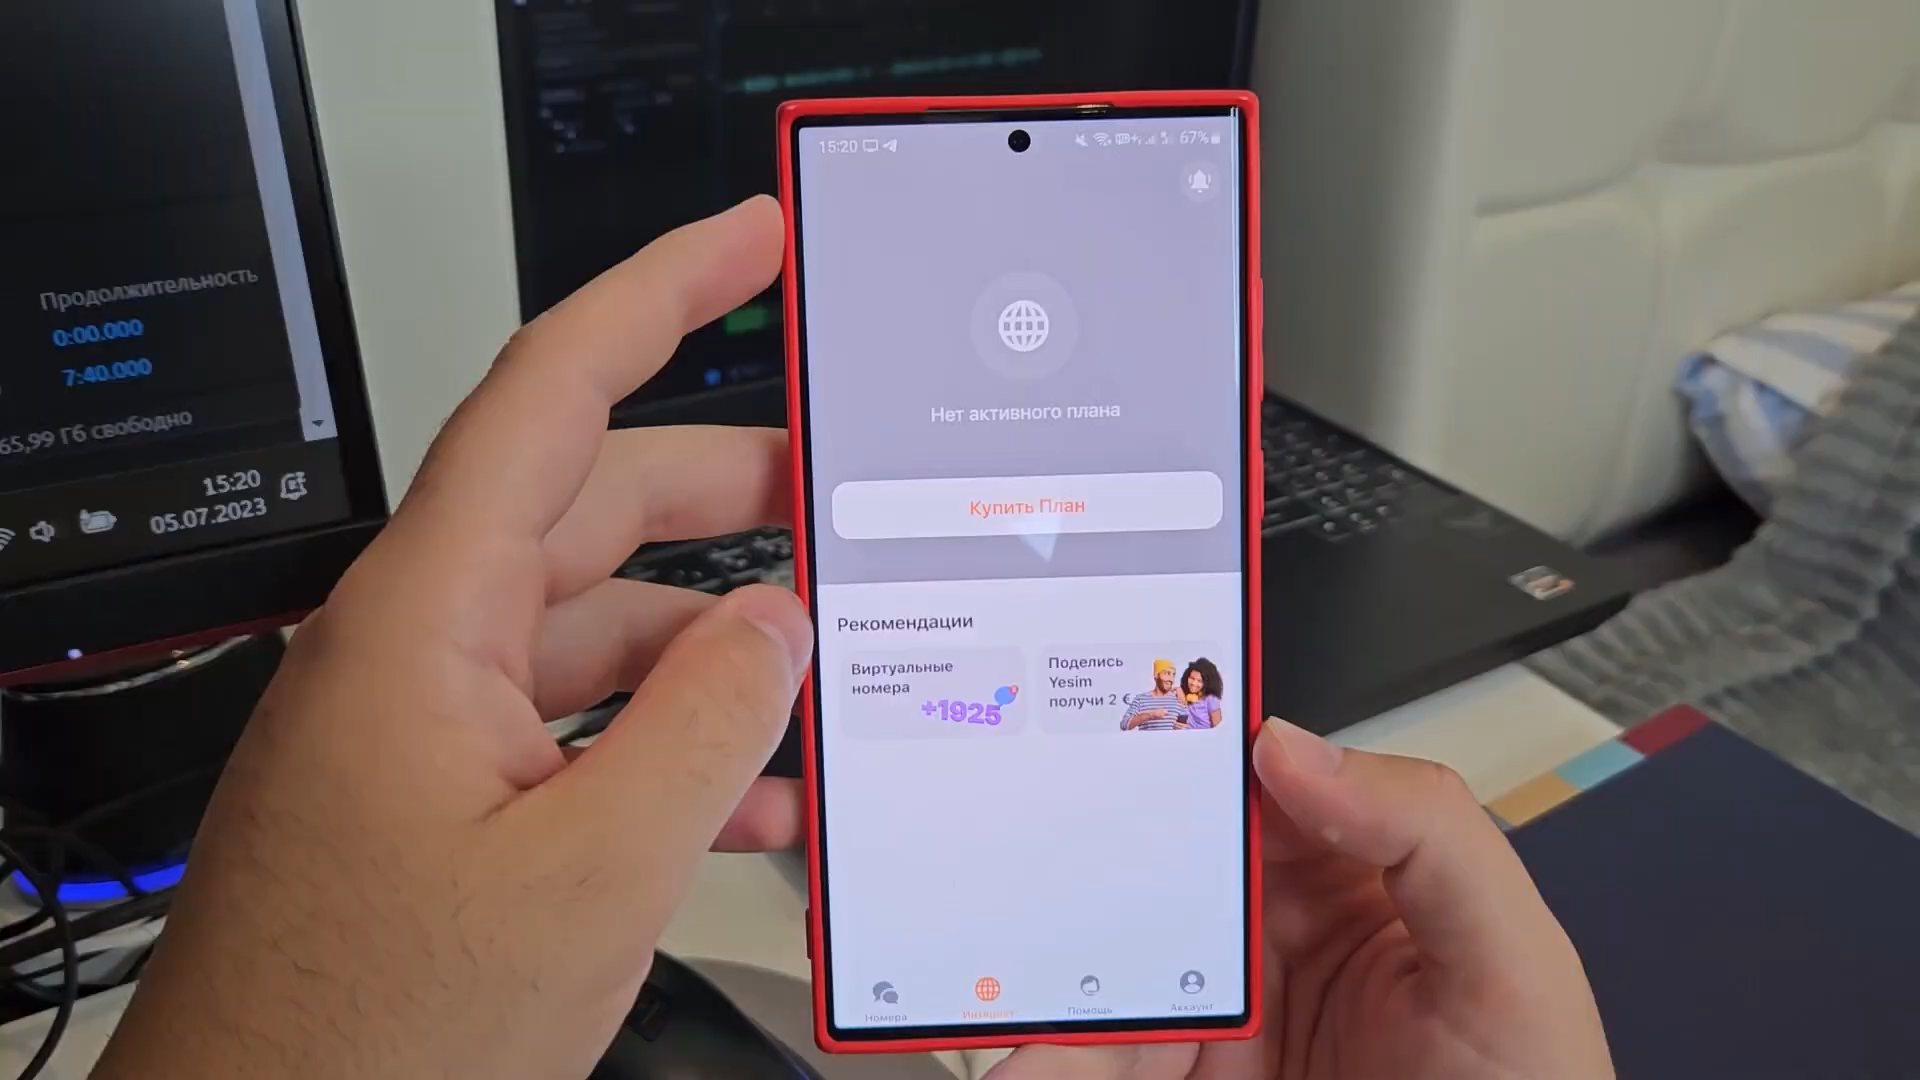 Продолжительность
0:00.000
7:40.000
65,99 Гб свободно
15:20
05.07.2023
15:20
67%
Нет активного плана
Купить План
Рекомендации
Виртуальные
номера
+1925
Поделись
Yesim
получи 2 €
Номера
Интернет
Помощь
Аккаунт